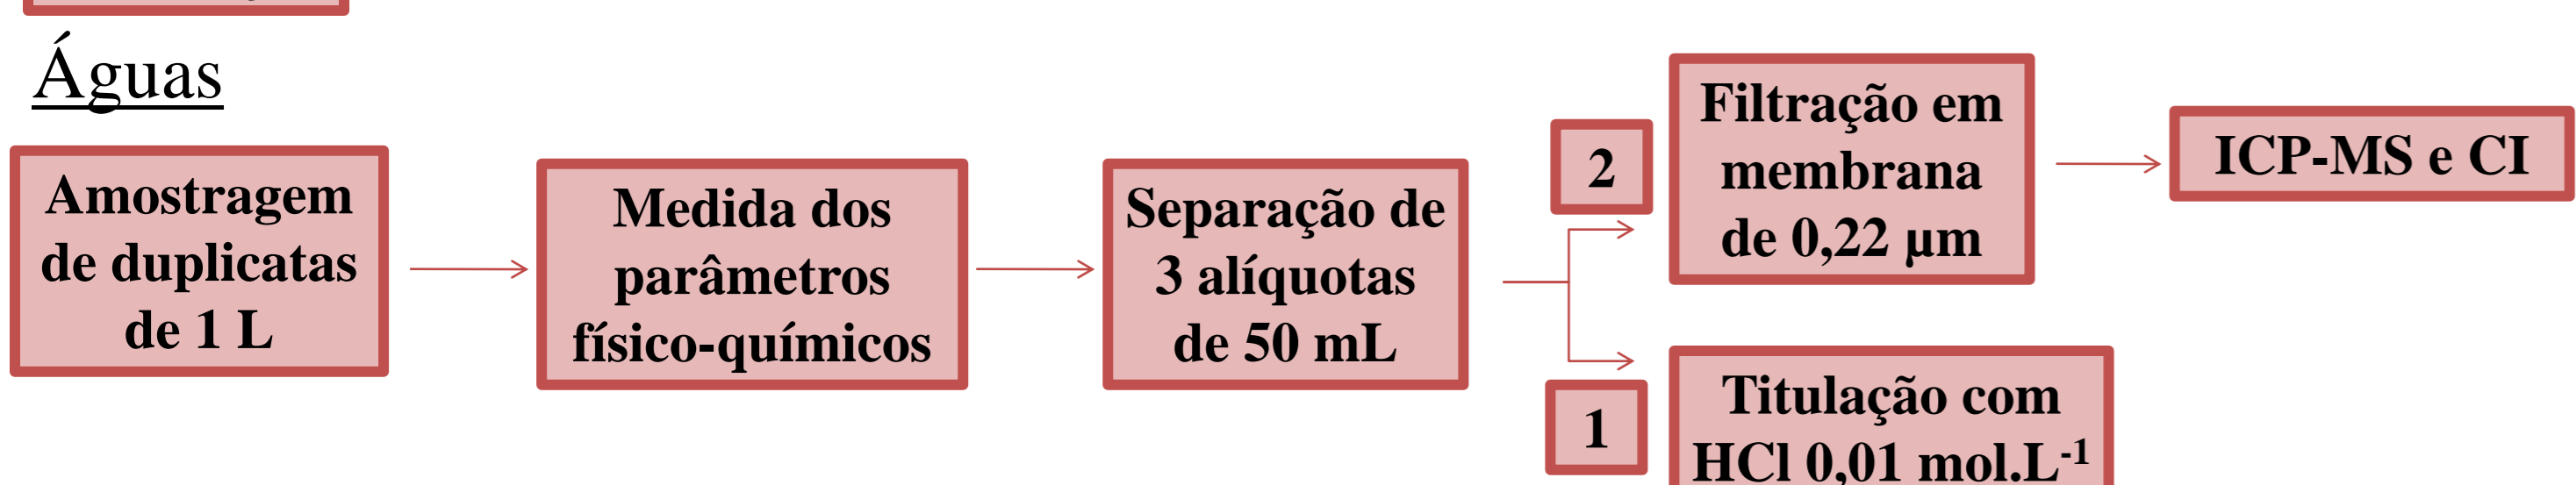 Águas
Amostragem
de duplicatas
de 1 L
Medida dos
parâmetros
físico-químicos
Separação de
3 alíquotas
de 50 mL
2
Filtração em
membrana
de 0,22 µm
ICP-MS e CI
1
Titulação com
HCl 0,01 mol.L⁻¹